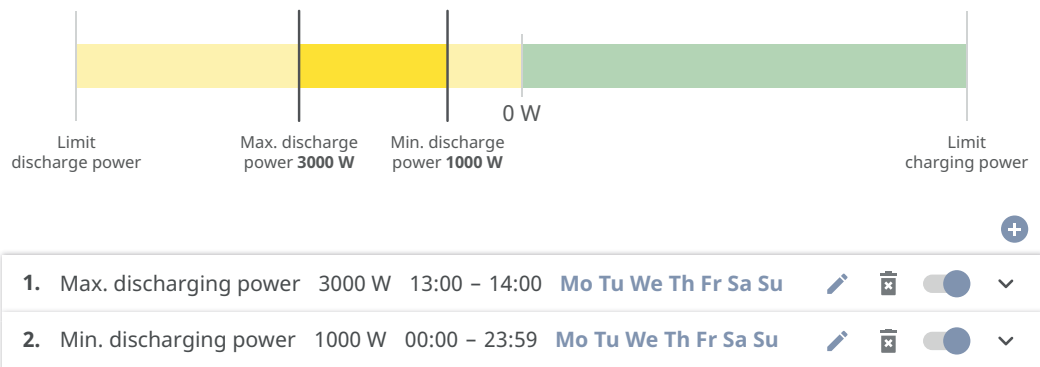 0 W
Limit
discharge power
Max. discharge
power 3000 W
Min. discharge
power 1000 W
Limit
charging power
1. Max. discharging power 3000 W 13:00 – 14:00 Mo Tu We Th Fr Sa Su
2. Min. discharging power 1000 W 00:00 – 23:59 Mo Tu We Th Fr Sa Su